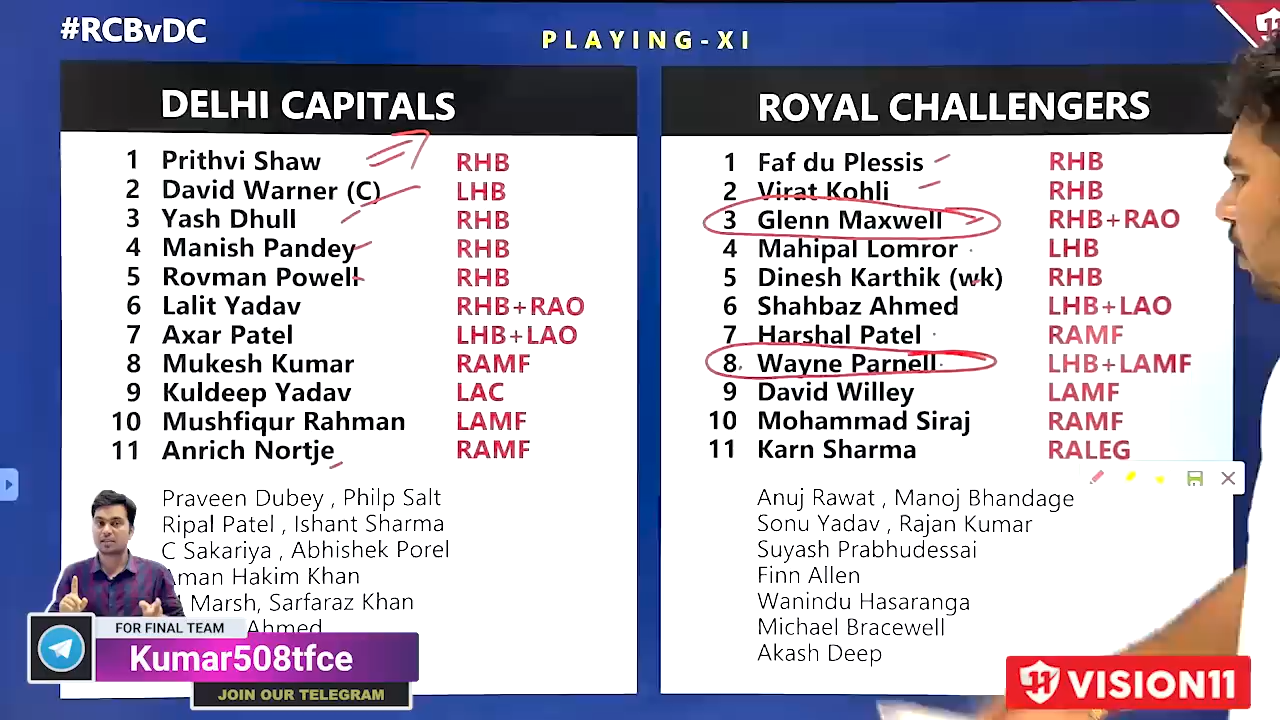 #RCBvDC
PLAYING-XI
DELHI CAPITALS
1 Prithvi Shaw RHB
2 David Warner (C) LHB
3 Yash Dhull RHB
4 Manish Pandey RHB
5 Rovman Powell RHB
6 Lalit Yadav RHB+RAO
7 Axar Patel LHB+LAO
8 Mukesh Kumar RAMF
9 Kuldeep Yadav LAC
10 Mushfiqur Rahman LAMF
11 Anrich Nortje RAMF
Praveen Dubey , Philp Salt
Ripal Patel , Ishant Sharma
C Sakariya , Abhishek Porel
Aman Hakim Khan
Marsh, Sarfaraz Khan
Ahmed
ROYAL CHALLENGERS
1 Faf du Plessis RHB
2 Virat Kohli RHB
3 Glenn Maxwell RHB+RAO
4 Mahipal Lomror LHB
5 Dinesh Karthik (wk) RHB
6 Shahbaz Ahmed LHB+LAO
7 Harshal Patel RAMF
8 Wayne Parnell LHB+LAMF
9 David Willey LAMF
10 Mohammad Siraj RAMF
11 Karn Sharma RALEG
Anuj Rawat , Manoj Bhandage
Sonu Yadav , Rajan Kumar
Suyash Prabhudessai
Finn Allen
Wanindu Hasaranga
Michael Bracewell
Akash Deep
FOR FINAL TEAM
Kumar508tfce
JOIN OUR TELEGRAM
11 VISION11